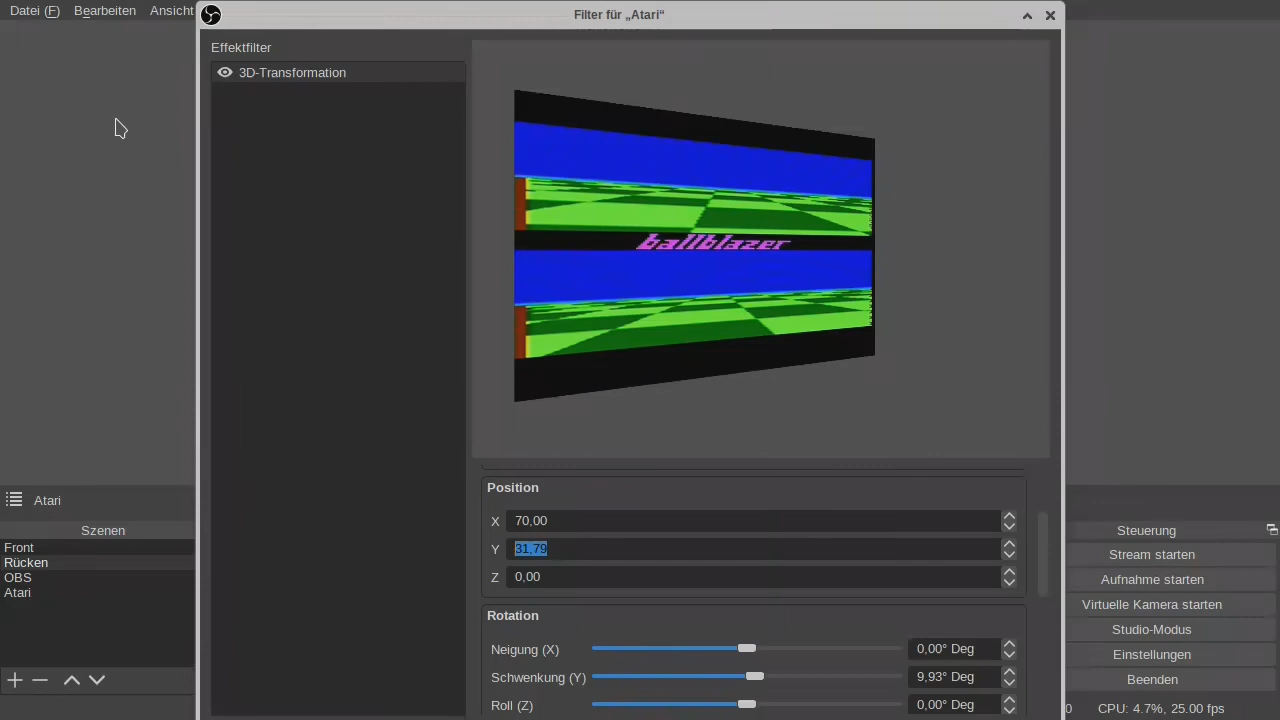 Datei (F) Bearbeiten Ansicht
Filter für „Atari“
Effektfilter
3D-Transformation
ballblazer
Position
X 70,00
Y 31,79
Z 0,00
Rotation
Neigung (X) 0,00° Deg
Schwenkung (Y) 9,93° Deg
Roll (Z) 0,00° Deg
Atari
Szenen
Front
Rücken
OBS
Atari
Steuerung
Stream starten
Aufnahme starten
Virtuelle Kamera starten
Studio-Modus
Einstellungen
Beenden
0 CPU: 4.7%, 25.00 fps